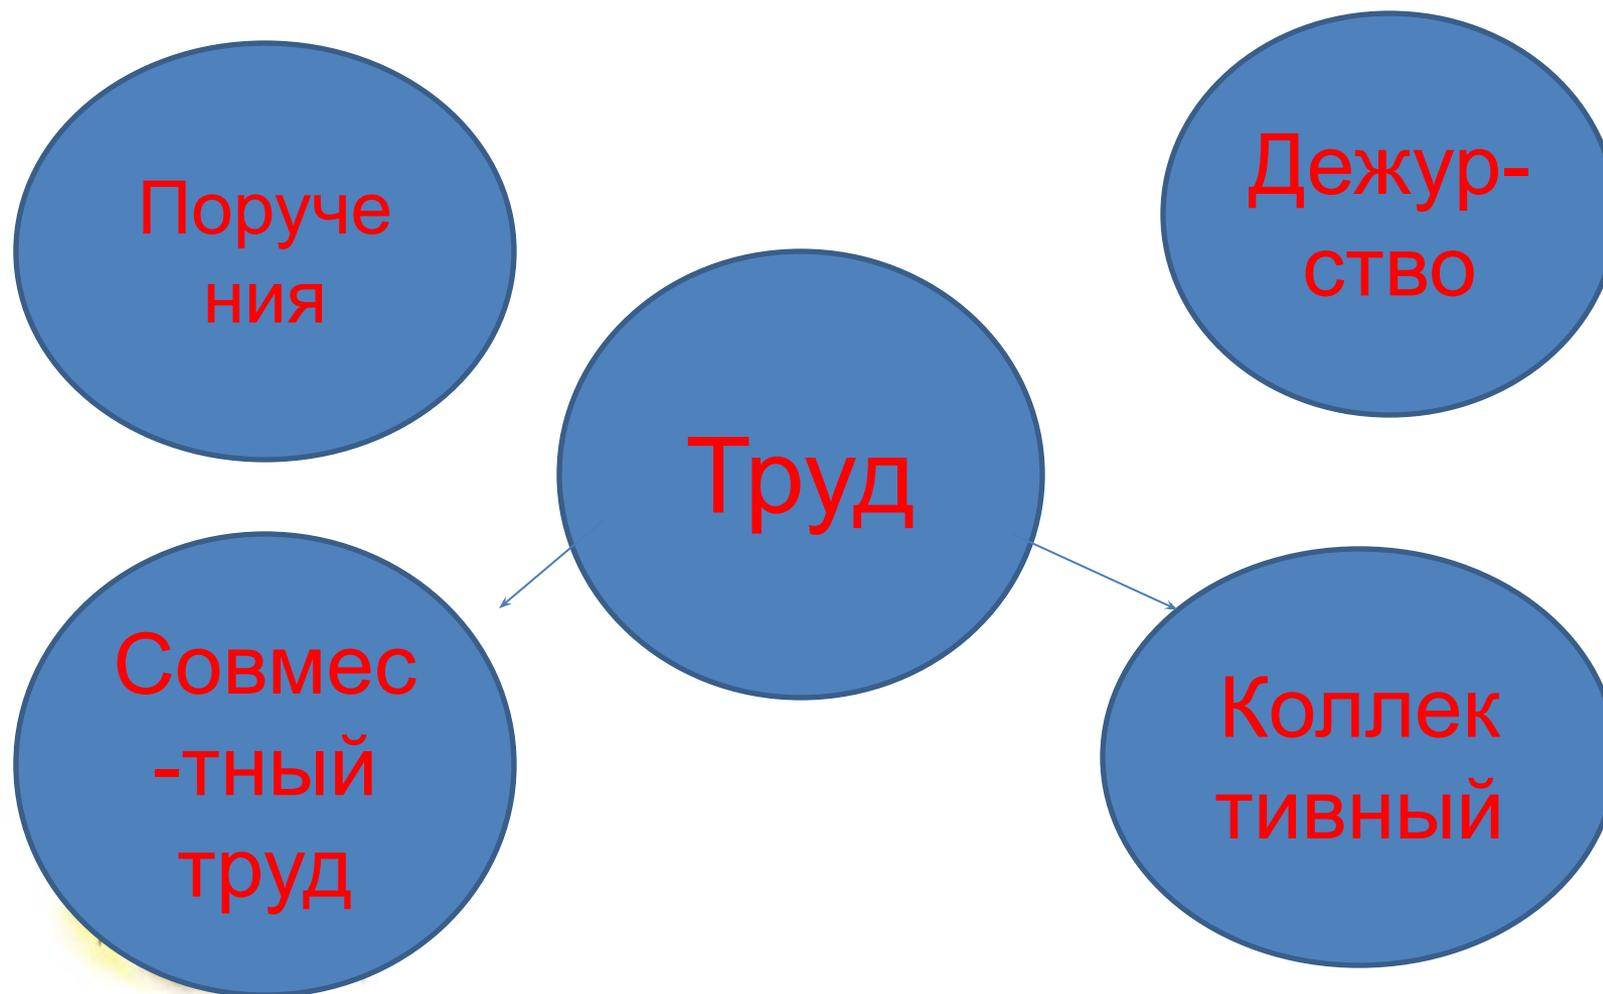 Поруче
ния
Дежур-
ство
Труд
Совмес
-тный
труд
Коллек
тивный